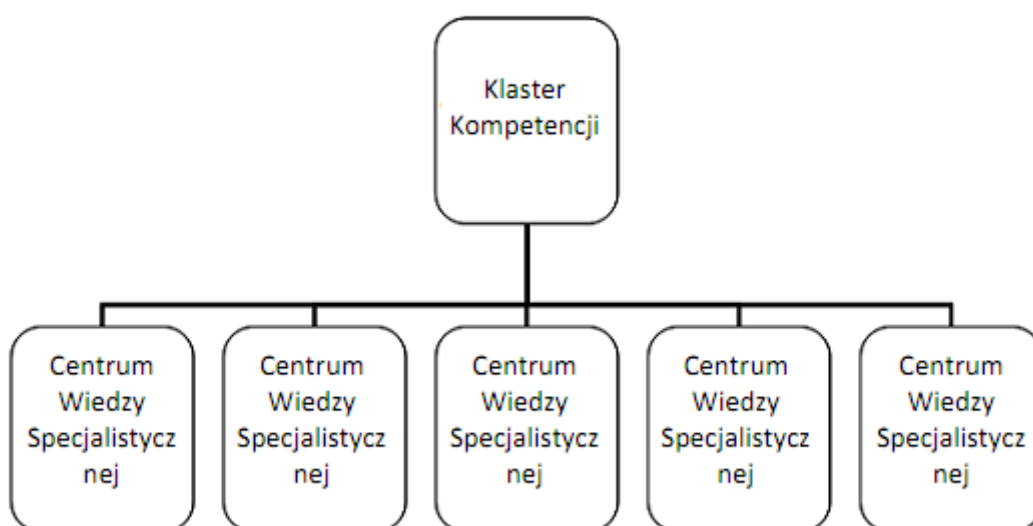 Klaster
Kompetencji
Centrum
Wiedzy
Specjalistycz
nej
Centrum
Wiedzy
Specjalistycz
nej
Centrum
Wiedzy
Specjalistycz
nej
Centrum
Wiedzy
Specjalistycz
nej
Centrum
Wiedzy
Specjalistycz
nej